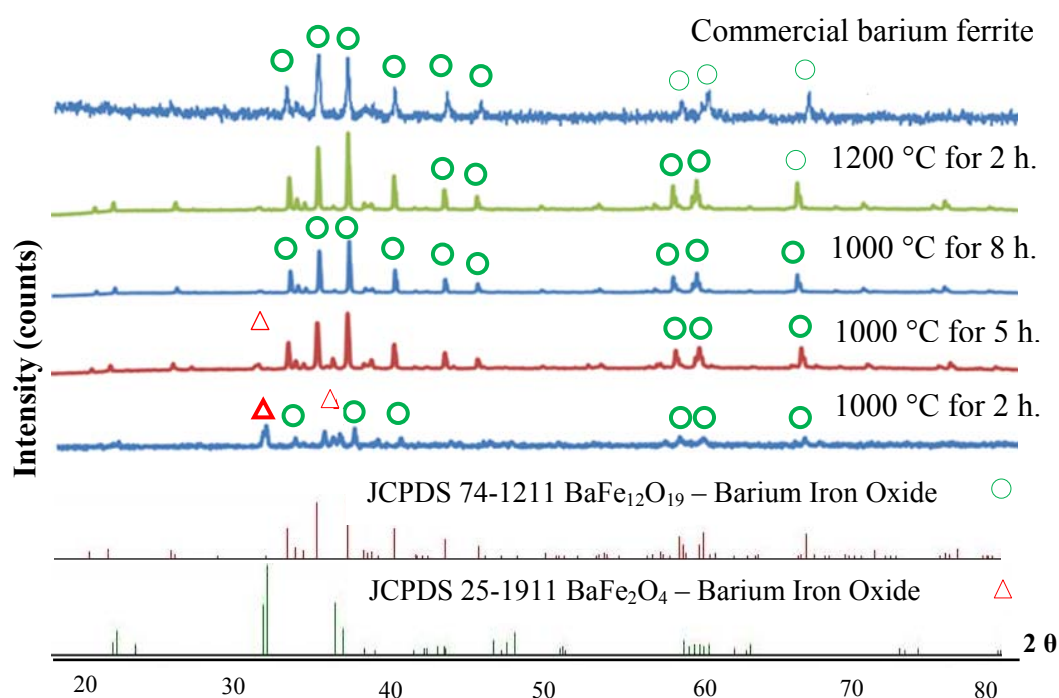 Commercial barium ferrite
1200 °C for 2 h.
1000 °C for 8 h.
1000 °C for 5 h.
1000 °C for 2 h.
Intensity (counts)
JCPDS 74-1211 BaFe₁₂O₁₉ – Barium Iron Oxide
JCPDS 25-1911 BaFe₂O₄ – Barium Iron Oxide
2 θ
20 30 40 50 60 70 80